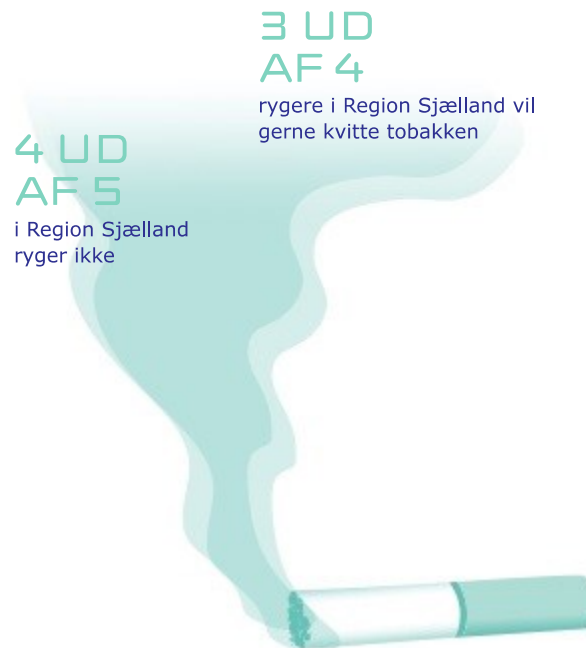 3 UD
AF 4
rygere i Region Sjælland vil
gerne kvitte tobakken
4 UD
AF 5
i Region Sjælland
ryger ikke